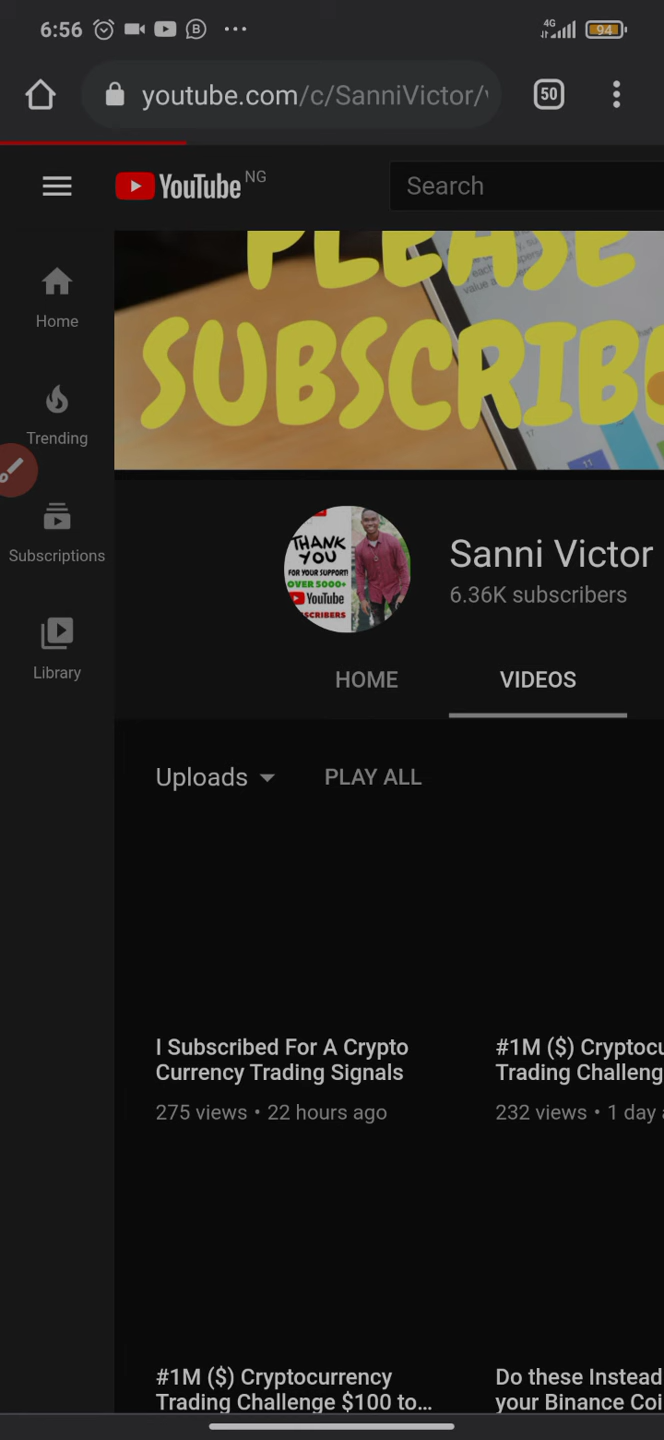 6:56 4G 94
youtube.com/c/SanniVictor/
50
YouTube NG
Search
Home
Trending
Subscriptions
Library
PLEASE
SUBSCRIBE
THANK
YOU
FOR YOUR SUPPORT!
OVER 5000+
YouTube
SCRIBERS
Sanni Victor
6.36K subscribers
HOME VIDEOS
Uploads PLAY ALL
I Subscribed For A Crypto
Currency Trading Signals
275 views • 22 hours ago
#1M ($) Cryptocu
Trading Challeng
232 views • 1 day a
#1M ($) Cryptocurrency
Trading Challenge $100 to...
Do these Instead
your Binance Coi